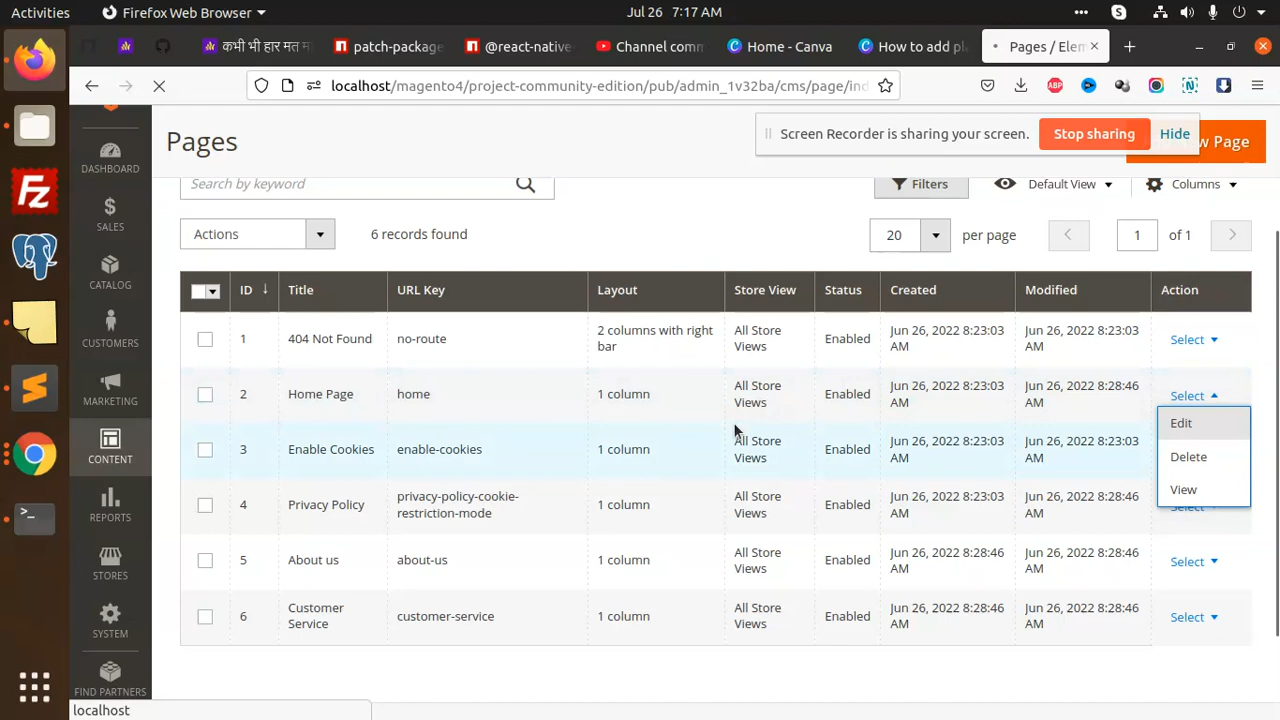 Activities
Firefox Web Browser
Jul 26 7:17 AM
कभी भी हार मत म
patch-package
@react-native-
Channel comm
Home - Canva
How to add pl
Pages / Elem
localhost/magento4/project-community-edition/pub/admin_1v32ba/cms/page/ind
ABP
N
Screen Recorder is sharing your screen.
Stop sharing
Hide
Pages
w Page
DASHBOARD
$
SALES
CATALOG
CUSTOMERS
MARKETING
CONTENT
REPORTS
STORES
SYSTEM
FIND PARTNERS
Search by keyword
Filters
Default View
Columns
Actions
6 records found
20
per page
1
of 1
ID
Title
URL Key
Layout
Store View
Status
Created
Modified
Action
1
404 Not Found
no-route
2 columns with right
bar
All Store
Views
Enabled
Jun 26, 2022 8:23:03
AM
Jun 26, 2022 8:23:03
AM
Select
2
Home Page
home
1 column
All Store
Views
Enabled
Jun 26, 2022 8:23:03
AM
Jun 26, 2022 8:28:46
AM
Select
Edit
Delete
View
3
Enable Cookies
enable-cookies
1 column
All Store
Views
Enabled
Jun 26, 2022 8:23:03
AM
Jun 26, 2022 8:23:03
AM
4
Privacy Policy
privacy-policy-cookie-
restriction-mode
1 column
All Store
Views
Enabled
Jun 26, 2022 8:23:03
AM
Jun 26, 2022 8:28:46
AM
Select
5
About us
about-us
1 column
All Store
Views
Enabled
Jun 26, 2022 8:28:46
AM
Jun 26, 2022 8:28:46
AM
Select
6
Customer
Service
customer-service
1 column
All Store
Views
Enabled
Jun 26, 2022 8:28:46
AM
Jun 26, 2022 8:28:46
AM
Select
localhost